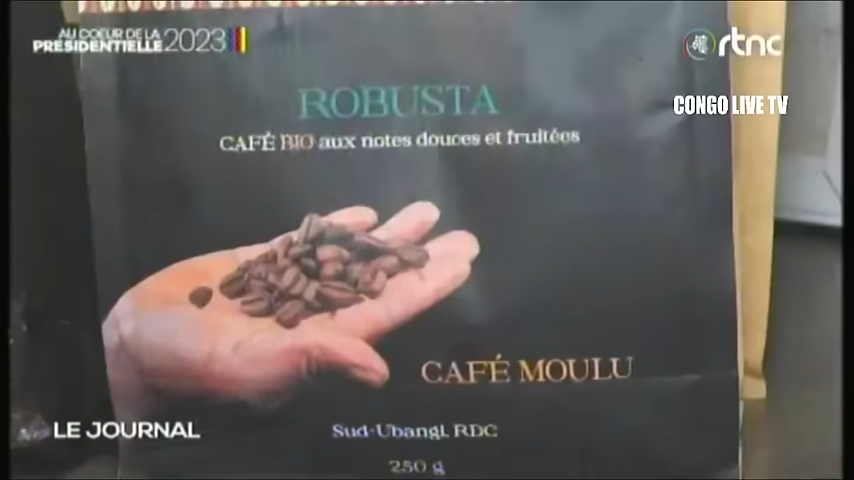 AU COEUR DE LA
PRÉSIDENTIELLE 2023
rtnc
CONGO LIVE TV
ROBUSTA
CAFÉ BIO aux notes douces et fruitées
CAFÉ MOULU
LE JOURNAL
Sud-Ubangi, RDC
250 g